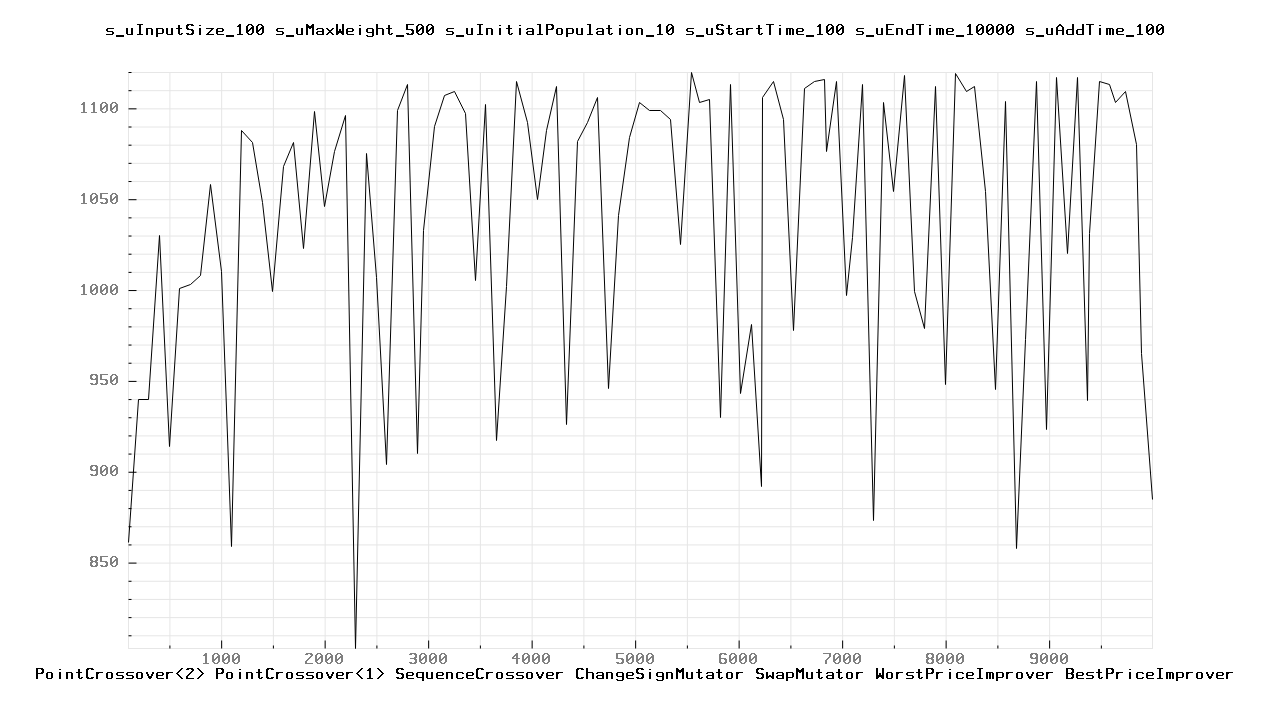 s_uInputSize_100 s_uMaxWeight_500 s_uInitialPopulation_10 s_uStartTime_100 s_uEndTime_10000 s_uAddTime_100
1100
1050
1000
950
900
850
1000 2000 3000 4000 5000 6000 7000 8000 9000
PointCrossover<2> PointCrossover<1> SequenceCrossover ChangeSignMutator SwapMutator WorstPriceImprover BestPriceImprover